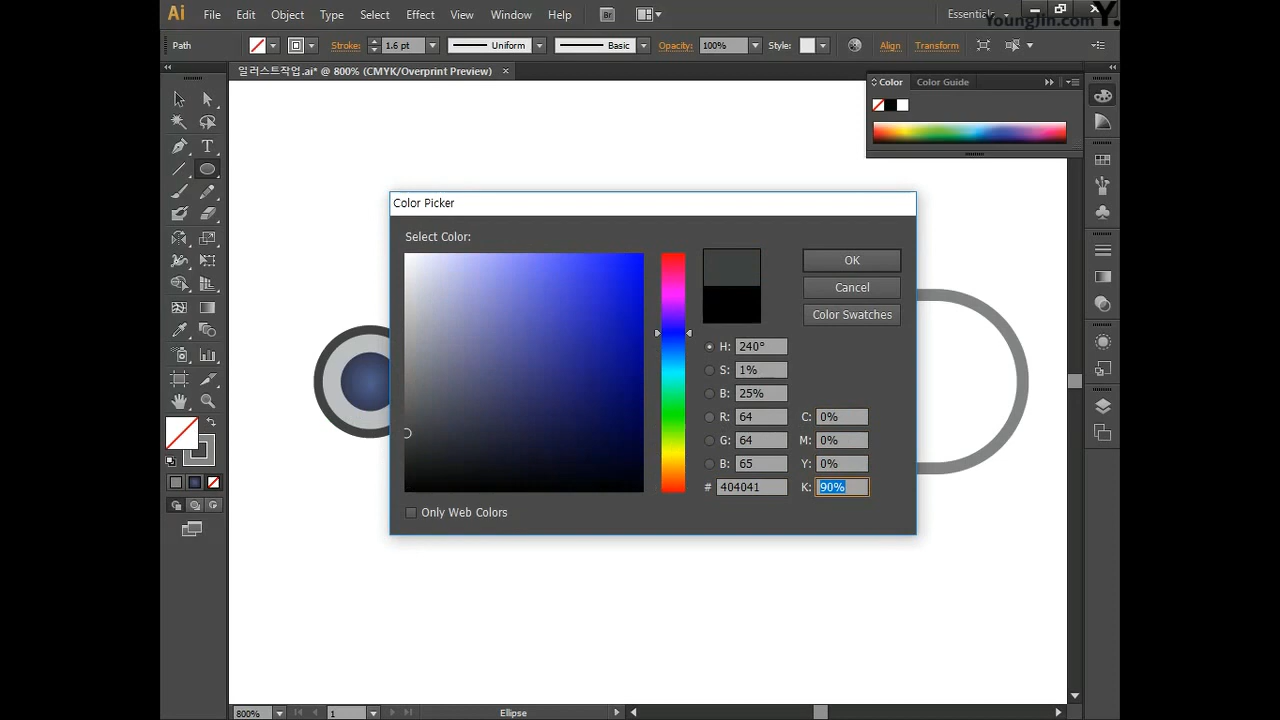 Ai File Edit Object Type Select Effect View Window Help Br Essentials
YoungJin.com Y.
Path Stroke: 1.6 pt Uniform Basic Opacity: 100% Style: Align Transform
일러스트작업.ai* @ 800% (CMYK/Overprint Preview) ×
Color Color Guide
T
Color Picker
Select Color:
OK
Cancel
Color Swatches
H: 240°
S: 1%
B: 25%
R: 64 C: 0%
G: 64 M: 0%
B: 65 Y: 0%
# 404041 K: 90%
Only Web Colors
800% 1 Ellipse